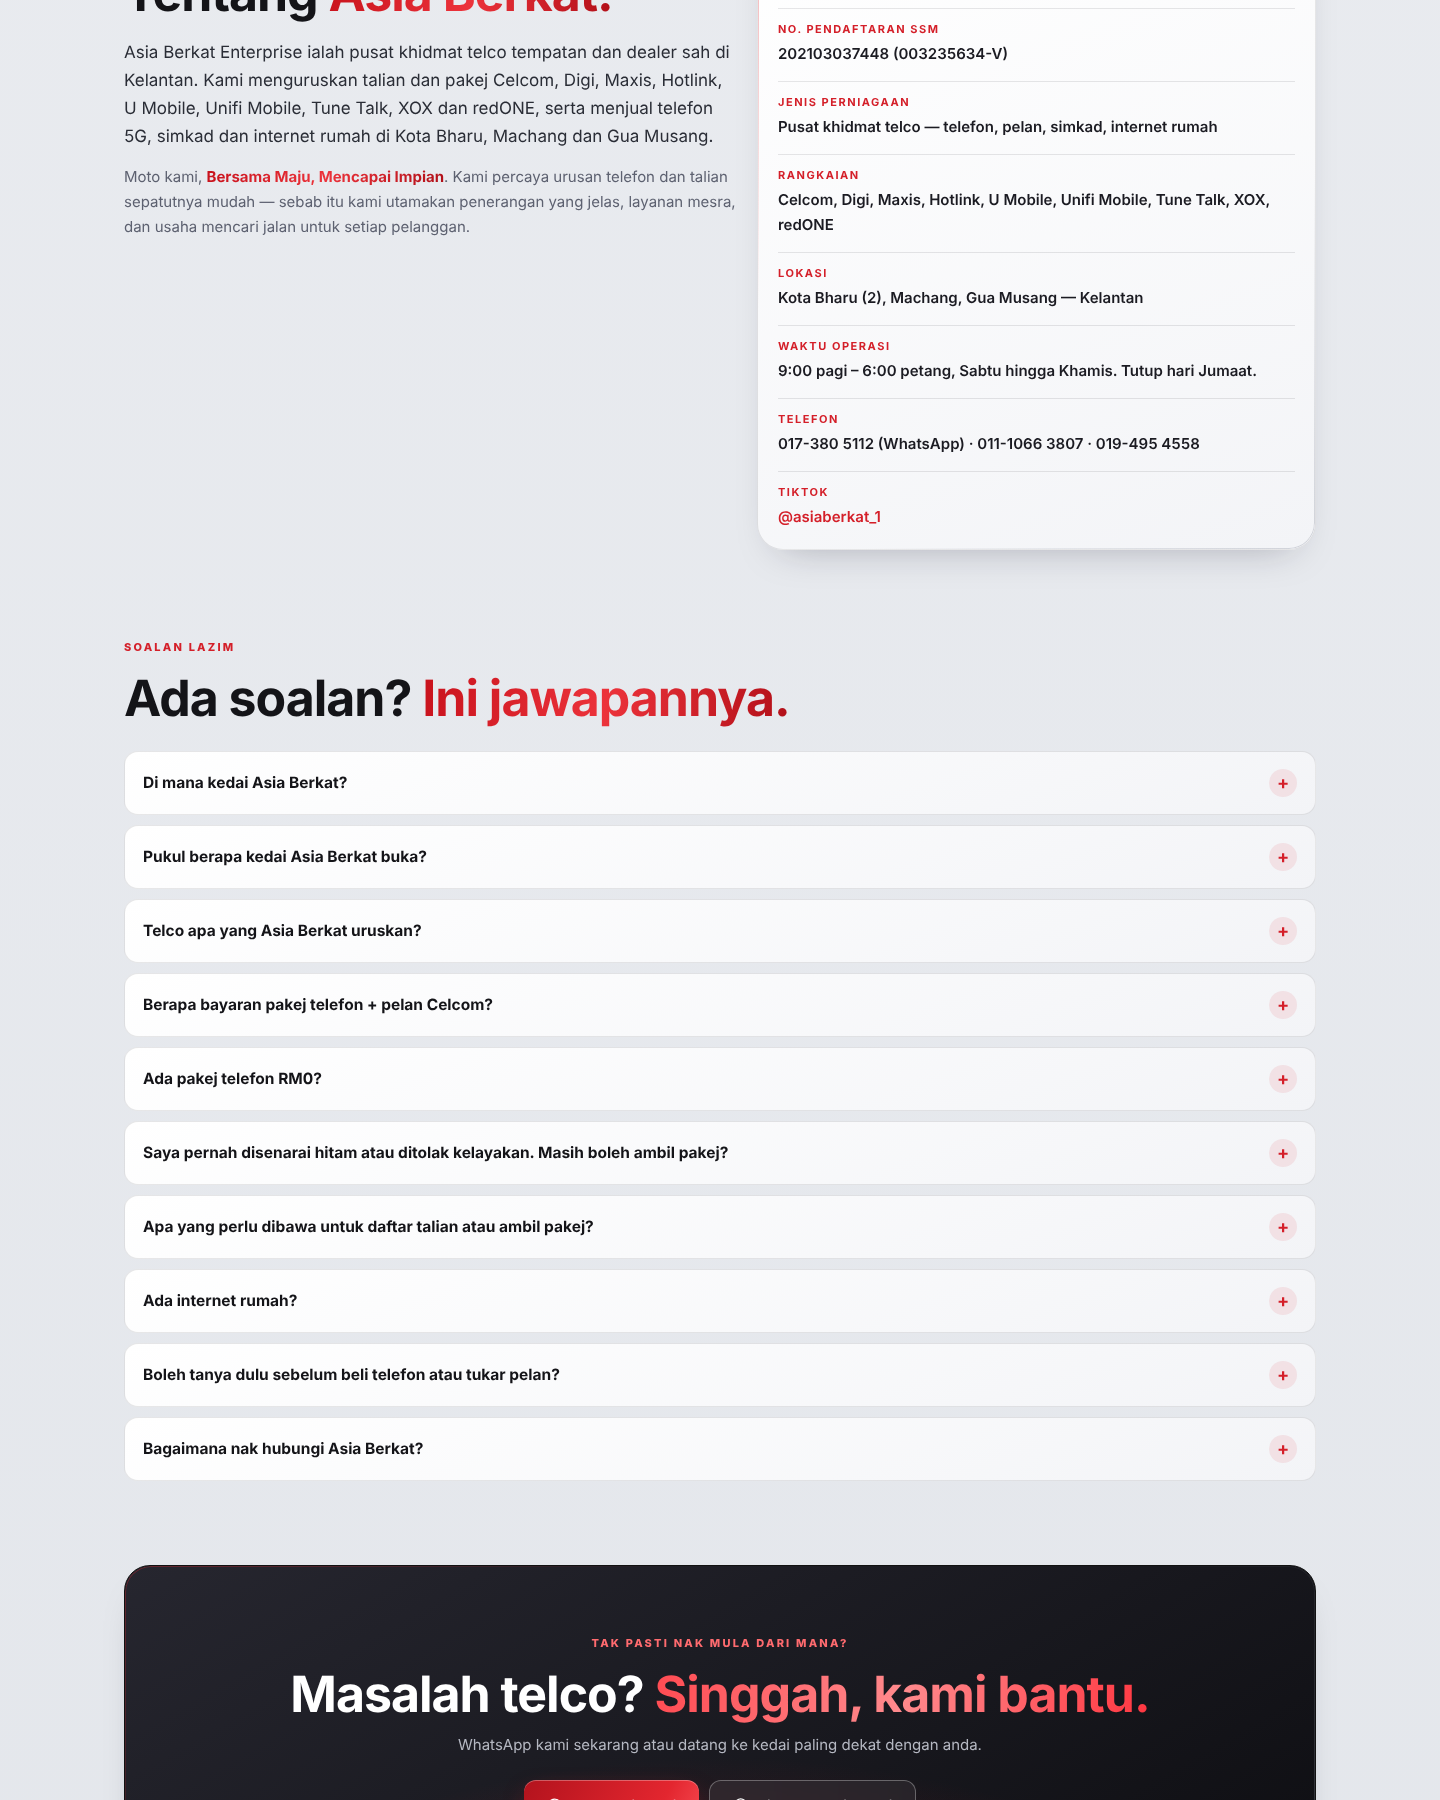 Tentang Asia Berkat.
Asia Berkat Enterprise ialah pusat khidmat telco tempatan dan dealer sah di
Kelantan. Kami menguruskan talian dan pakej Celcom, Digi, Maxis, Hotlink,
U Mobile, Unifi Mobile, Tune Talk, XOX dan redONE, serta menjual telefon
5G, simkad dan internet rumah di Kota Bharu, Machang dan Gua Musang.
Moto kami, Bersama Maju, Mencapai Impian. Kami percaya urusan telefon dan talian
sepatutnya mudah — sebab itu kami utamakan penerangan yang jelas, layanan mesra,
dan usaha mencari jalan untuk setiap pelanggan.
NO. PENDAFTARAN SSM
202103037448 (003235634-V)
JENIS PERNIAGAAN
Pusat khidmat telco — telefon, pelan, simkad, internet rumah
RANGKAIAN
Celcom, Digi, Maxis, Hotlink, U Mobile, Unifi Mobile, Tune Talk, XOX,
redONE
LOKASI
Kota Bharu (2), Machang, Gua Musang — Kelantan
WAKTU OPERASI
9:00 pagi – 6:00 petang, Sabtu hingga Khamis. Tutup hari Jumaat.
TELEFON
017-380 5112 (WhatsApp) · 011-1066 3807 · 019-495 4558
TIKTOK
@asiaberkat_1
SOALAN LAZIM
Ada soalan? Ini jawapannya.
Di mana kedai Asia Berkat?
+
Pukul berapa kedai Asia Berkat buka?
+
Telco apa yang Asia Berkat uruskan?
+
Berapa bayaran pakej telefon + pelan Celcom?
+
Ada pakej telefon RM0?
+
Saya pernah disenarai hitam atau ditolak kelayakan. Masih boleh ambil pakej?
+
Apa yang perlu dibawa untuk daftar talian atau ambil pakej?
+
Ada internet rumah?
+
Boleh tanya dulu sebelum beli telefon atau tukar pelan?
+
Bagaimana nak hubungi Asia Berkat?
+
TAK PASTI NAK MULA DARI MANA?
Masalah telco? Singgah, kami bantu.
WhatsApp kami sekarang atau datang ke kedai paling dekat dengan anda.